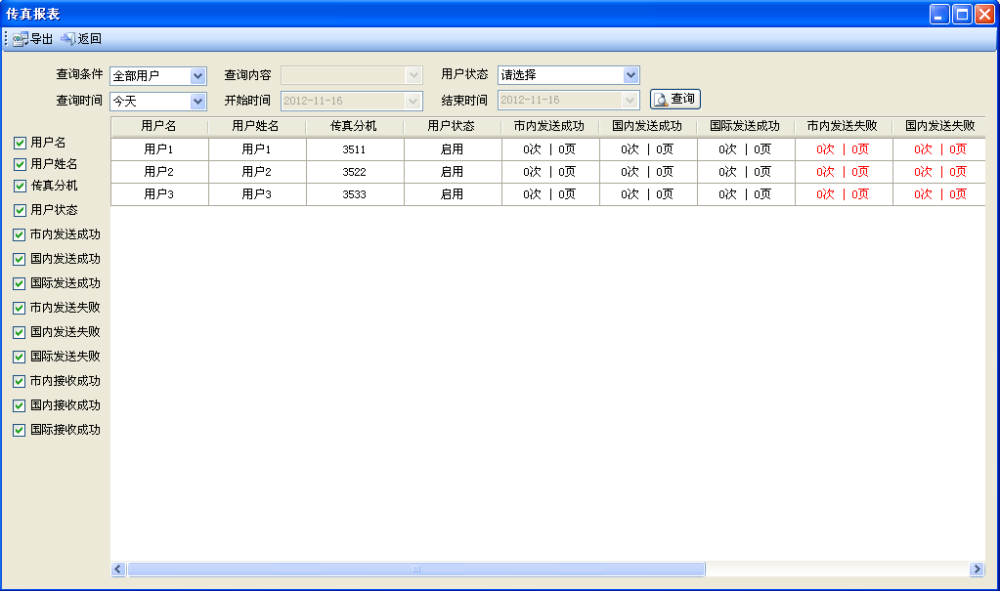 传真报表
导出 返回
查询条件 全部用户 查询内容 用户状态 请选择
查询时间 今天 开始时间 2012-11-16 结束时间 2012-11-16 查询
用户名 用户姓名 传真分机 用户状态 市内发送成功 国内发送成功 国际发送成功 市内发送失败 国内发送失败
用户1 用户1 3511 启用 0次 | 0页 0次 | 0页 0次 | 0页 0次 | 0页 0次 | 0页
用户2 用户2 3522 启用 0次 | 0页 0次 | 0页 0次 | 0页 0次 | 0页 0次 | 0页
用户3 用户3 3533 启用 0次 | 0页 0次 | 0页 0次 | 0页 0次 | 0页 0次 | 0页
用户名
用户姓名
传真分机
用户状态
市内发送成功
国内发送成功
国际发送成功
市内发送失败
国内发送失败
国际发送失败
市内接收成功
国内接收成功
国际接收成功